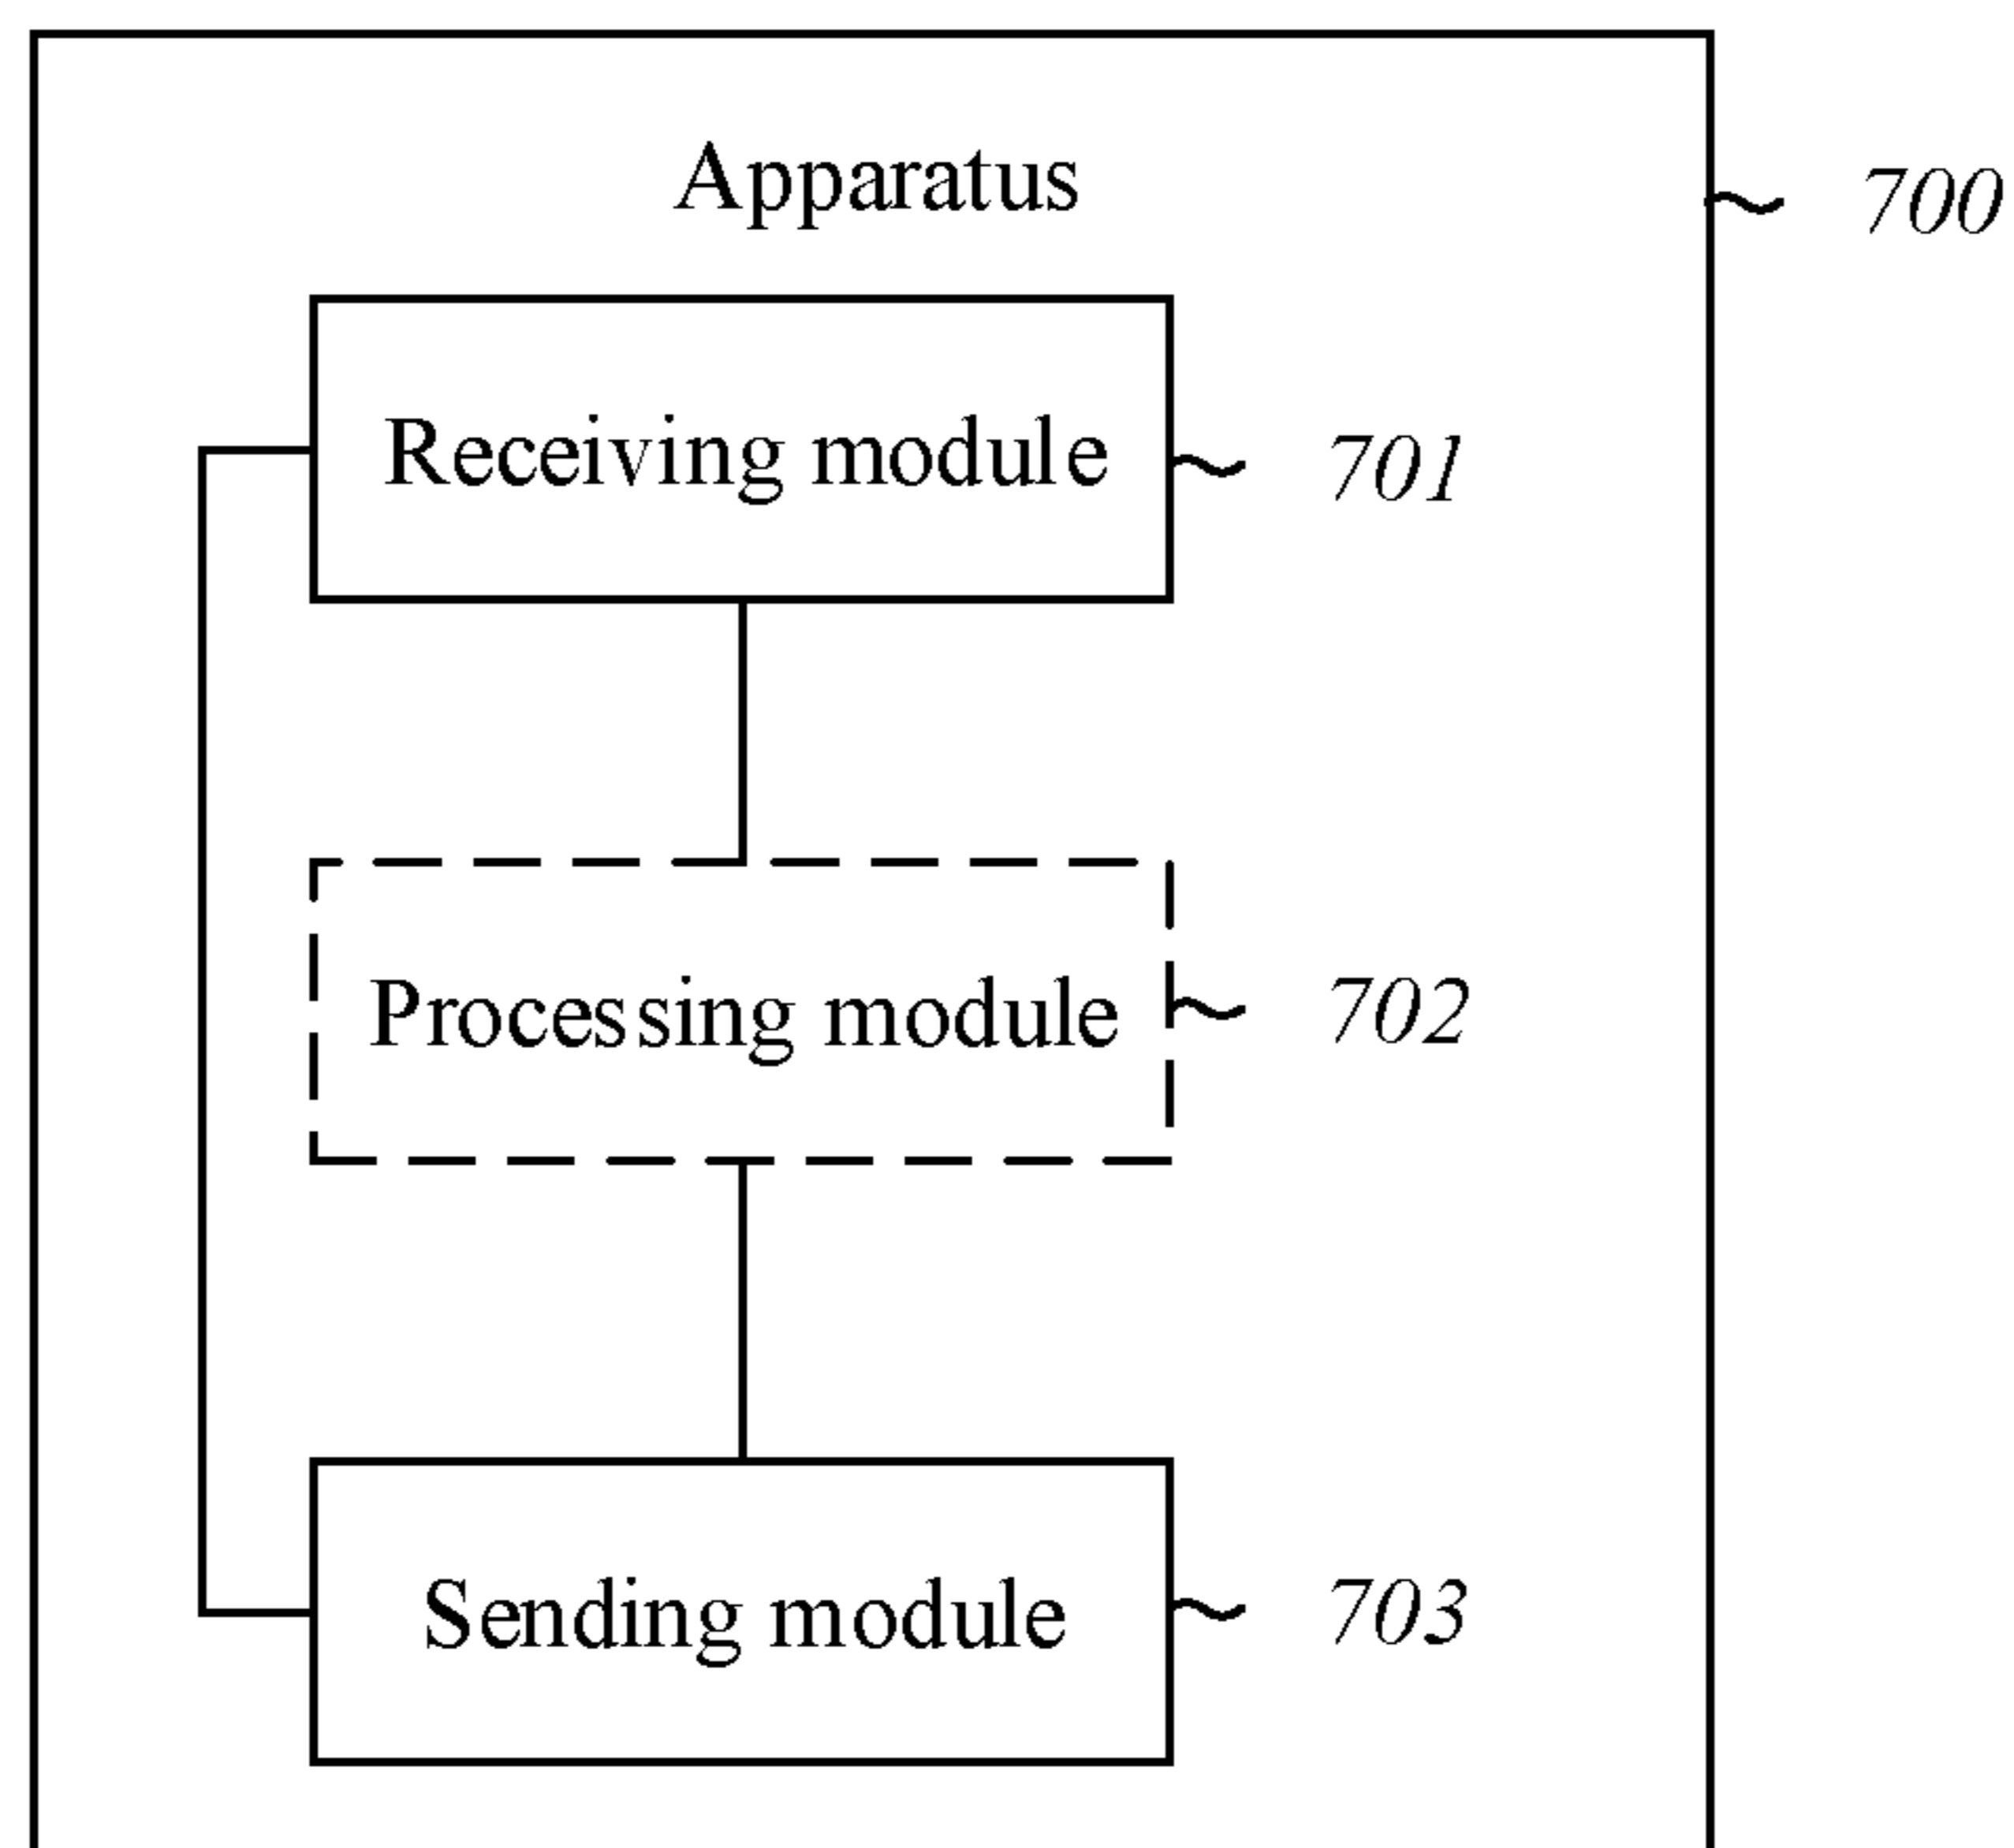 Apparatus
700
Receiving module
701
Processing module
702
Sending module
703